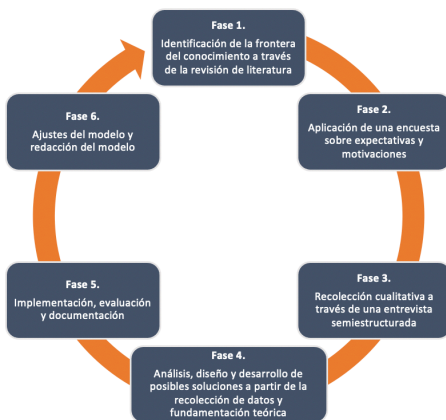 Fase 1.
Identificación de la frontera
del conocimiento a través
de la revisión de literatura
Fase 2.
Aplicación de una encuesta
sobre expectativas y
motivaciones
Fase 3.
Recolección cualitativa a
través de una entrevista
semiestructurada
Fase 4.
Análisis, diseño y desarrollo de
posibles soluciones a partir de la
recolección de datos y
fundamentación teórica
Fase 5.
Implementación, evaluación
y documentación
Fase 6.
Ajustes del modelo y
redacción del modelo